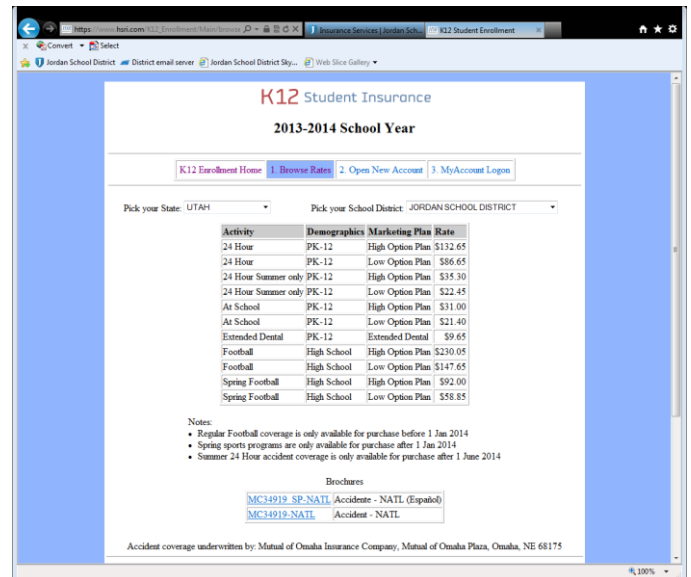 https://www.hsri.com/K12_Enrollment/Main/browse
Insurance Services | Jordan Sch...
K12 Student Enrollment
x Convert Select
Jordan School District District email server Jordan School District Sky... Web Slice Gallery
K12 Student Insurance
2013-2014 School Year
K12 Enrollment Home 1. Browse Rates 2. Open New Account 3. MyAccount Logon
Pick your State: UTAH Pick your School District: JORDAN SCHOOL DISTRICT
Activity Demographics Marketing Plan Rate
24 Hour PK-12 High Option Plan $132.65
24 Hour PK-12 Low Option Plan $86.65
24 Hour Summer only PK-12 High Option Plan $35.30
24 Hour Summer only PK-12 Low Option Plan $22.45
At School PK-12 High Option Plan $31.00
At School PK-12 Low Option Plan $21.40
Extended Dental PK-12 Extended Dental $9.65
Football High School High Option Plan $230.05
Football High School Low Option Plan $147.65
Spring Football High School High Option Plan $92.00
Spring Football High School Low Option Plan $58.85
Notes:
• Regular Football coverage is only available for purchase before 1 Jan 2014
• Spring sports programs are only available for purchase after 1 Jan 2014
• Summer 24 Hour accident coverage is only available for purchase after 1 June 2014
Brochures
MC34919_SP-NATL Accidente - NATL (Español)
MC34919-NATL Accident - NATL
Accident coverage underwritten by: Mutual of Omaha Insurance Company, Mutual of Omaha Plaza, Omaha, NE 68175
100%